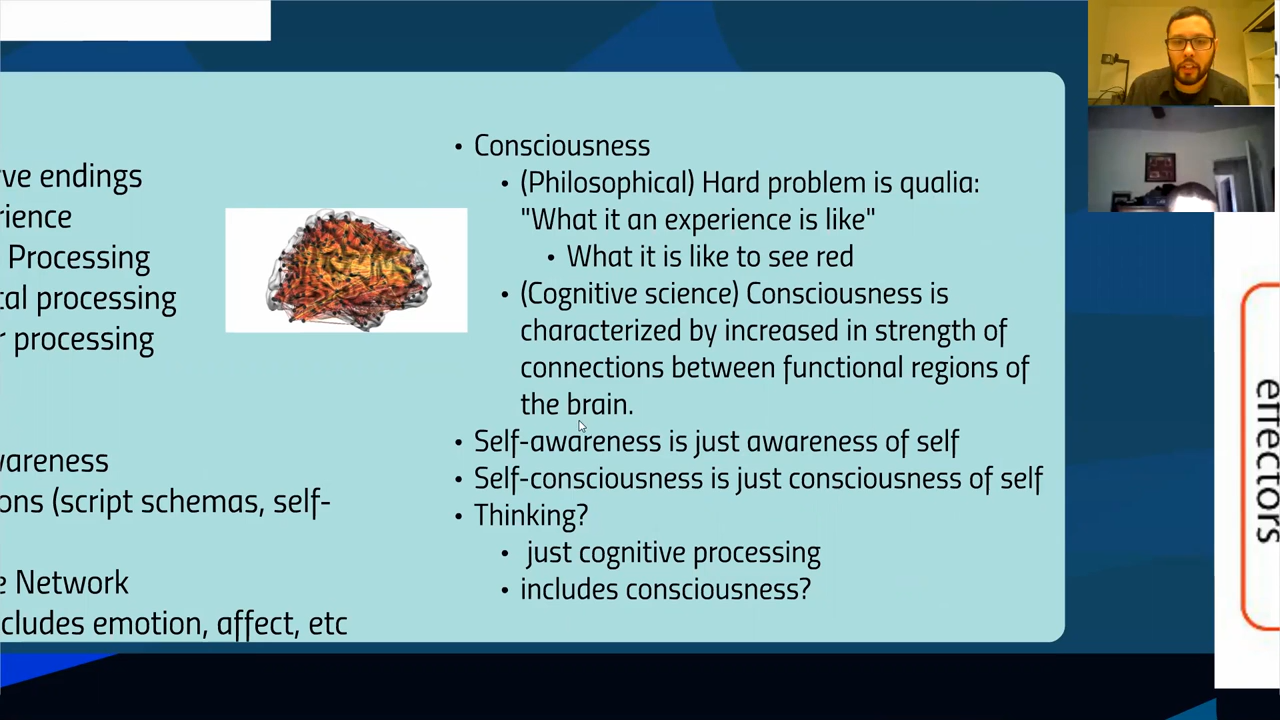 ve endings
rience
Processing
tal processing
r processing
wareness
ons (script schemas, self-
e Network
cludes emotion, affect, etc
• Consciousness
• (Philosophical) Hard problem is qualia:
"What it an experience is like"
• What it is like to see red
• (Cognitive science) Consciousness is
characterized by increased in strength of
connections between functional regions of
the brain.
• Self-awareness is just awareness of self
• Self-consciousness is just consciousness of self
• Thinking?
• just cognitive processing
• includes consciousness?
effectors